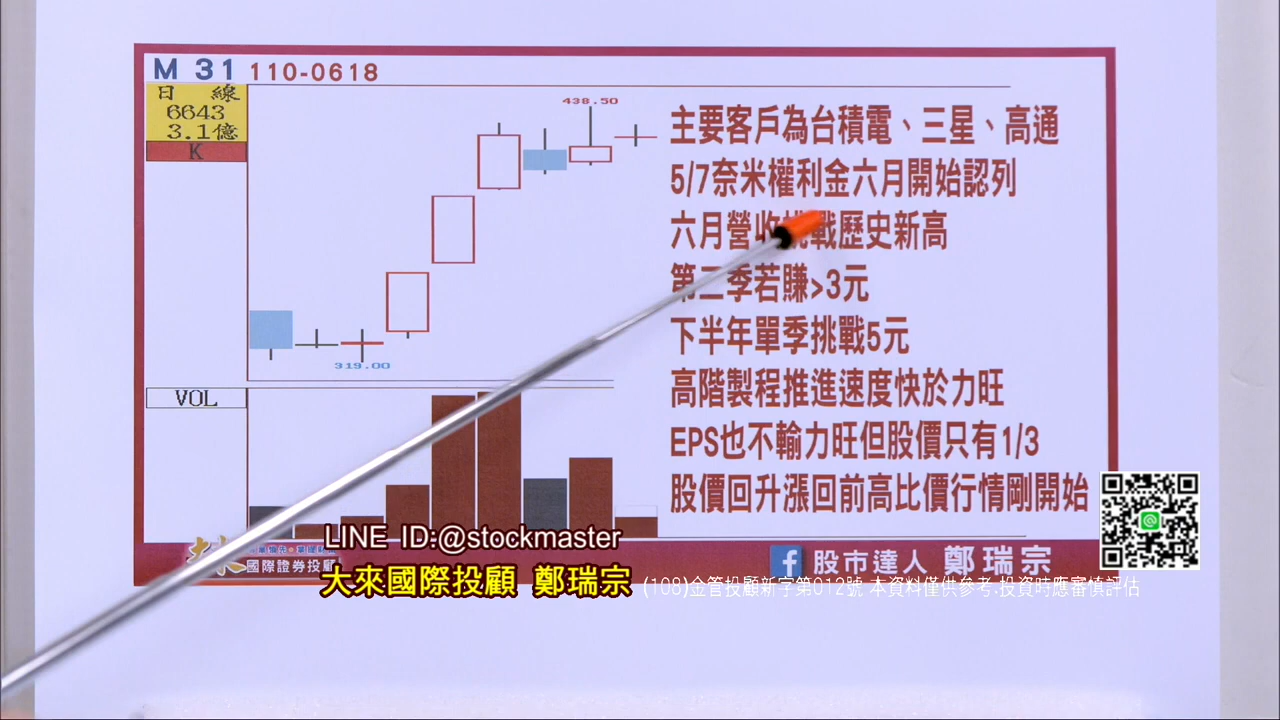 M 31 110-0618
日 線
6643
3.1億
K
438.50
319.00
VOL
主要客戶為台積電、三星、高通
5/7奈米權利金六月開始認列
六月營收挑戰歷史新高
第二季若賺>3元
下半年單季挑戰5元
高階製程推進速度快於力旺
EPS也不輸力旺但股價只有1/3
股價回升漲回前高比價行情剛開始
國際證券投顧
股市達人 鄭瑞宗
LINE ID:@stockmaster
大來國際投顧 鄭瑞宗
(108)金管投顧新字第012號 本資料僅供參考.投資時應審慎評估